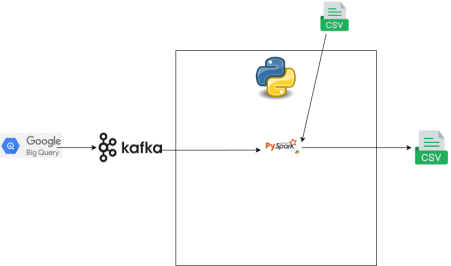 CSV
Google
Big Query
kafka
PySpark
CSV